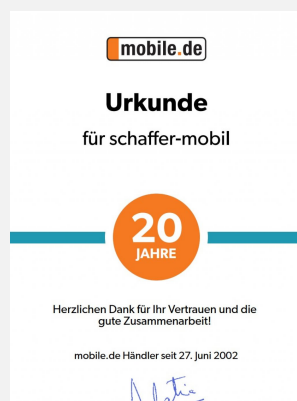 mobile.de
Urkunde
für schaffer-mobil
20
JAHRE
Herzlichen Dank für Ihr Vertrauen und die
gute Zusammenarbeit!
mobile.de Händler seit 27. Juni 2002